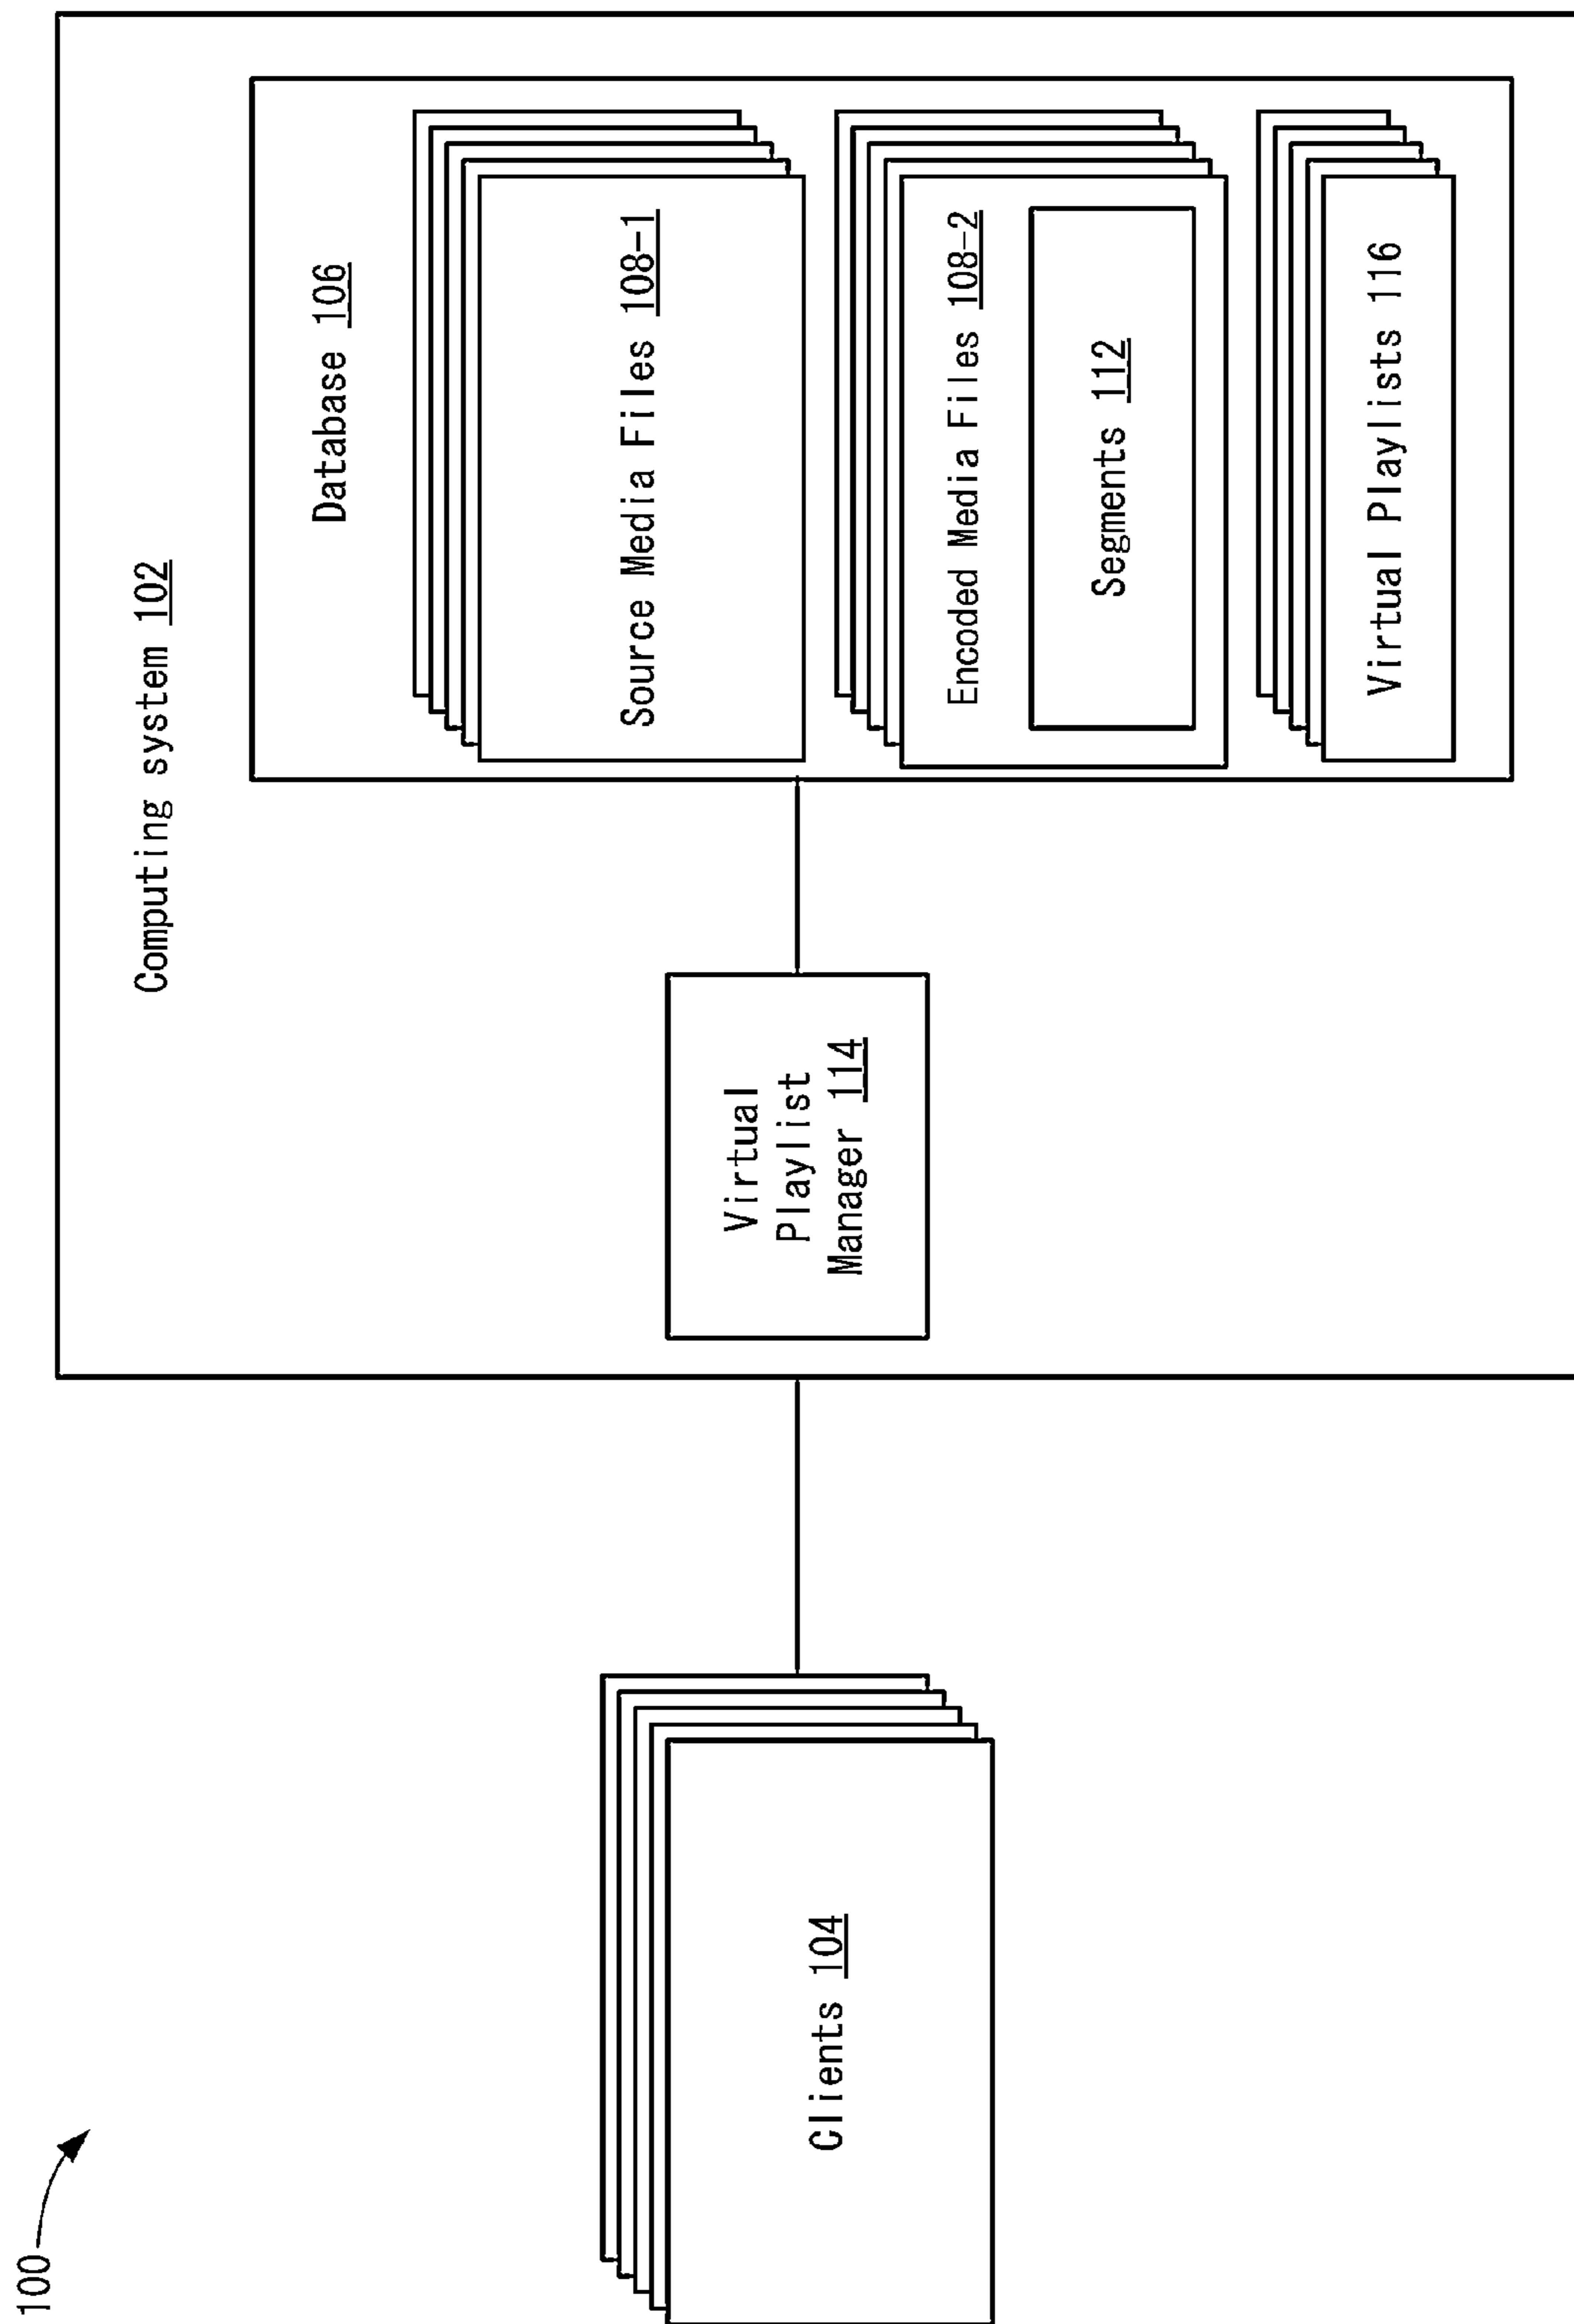 100
Computing system 102
Database 106
Source Media Files 108-1
Encoded Media Files 108-2
Segments 112
Virtual Playlists 116
Virtual
Playlist
Manager 114
Clients 104